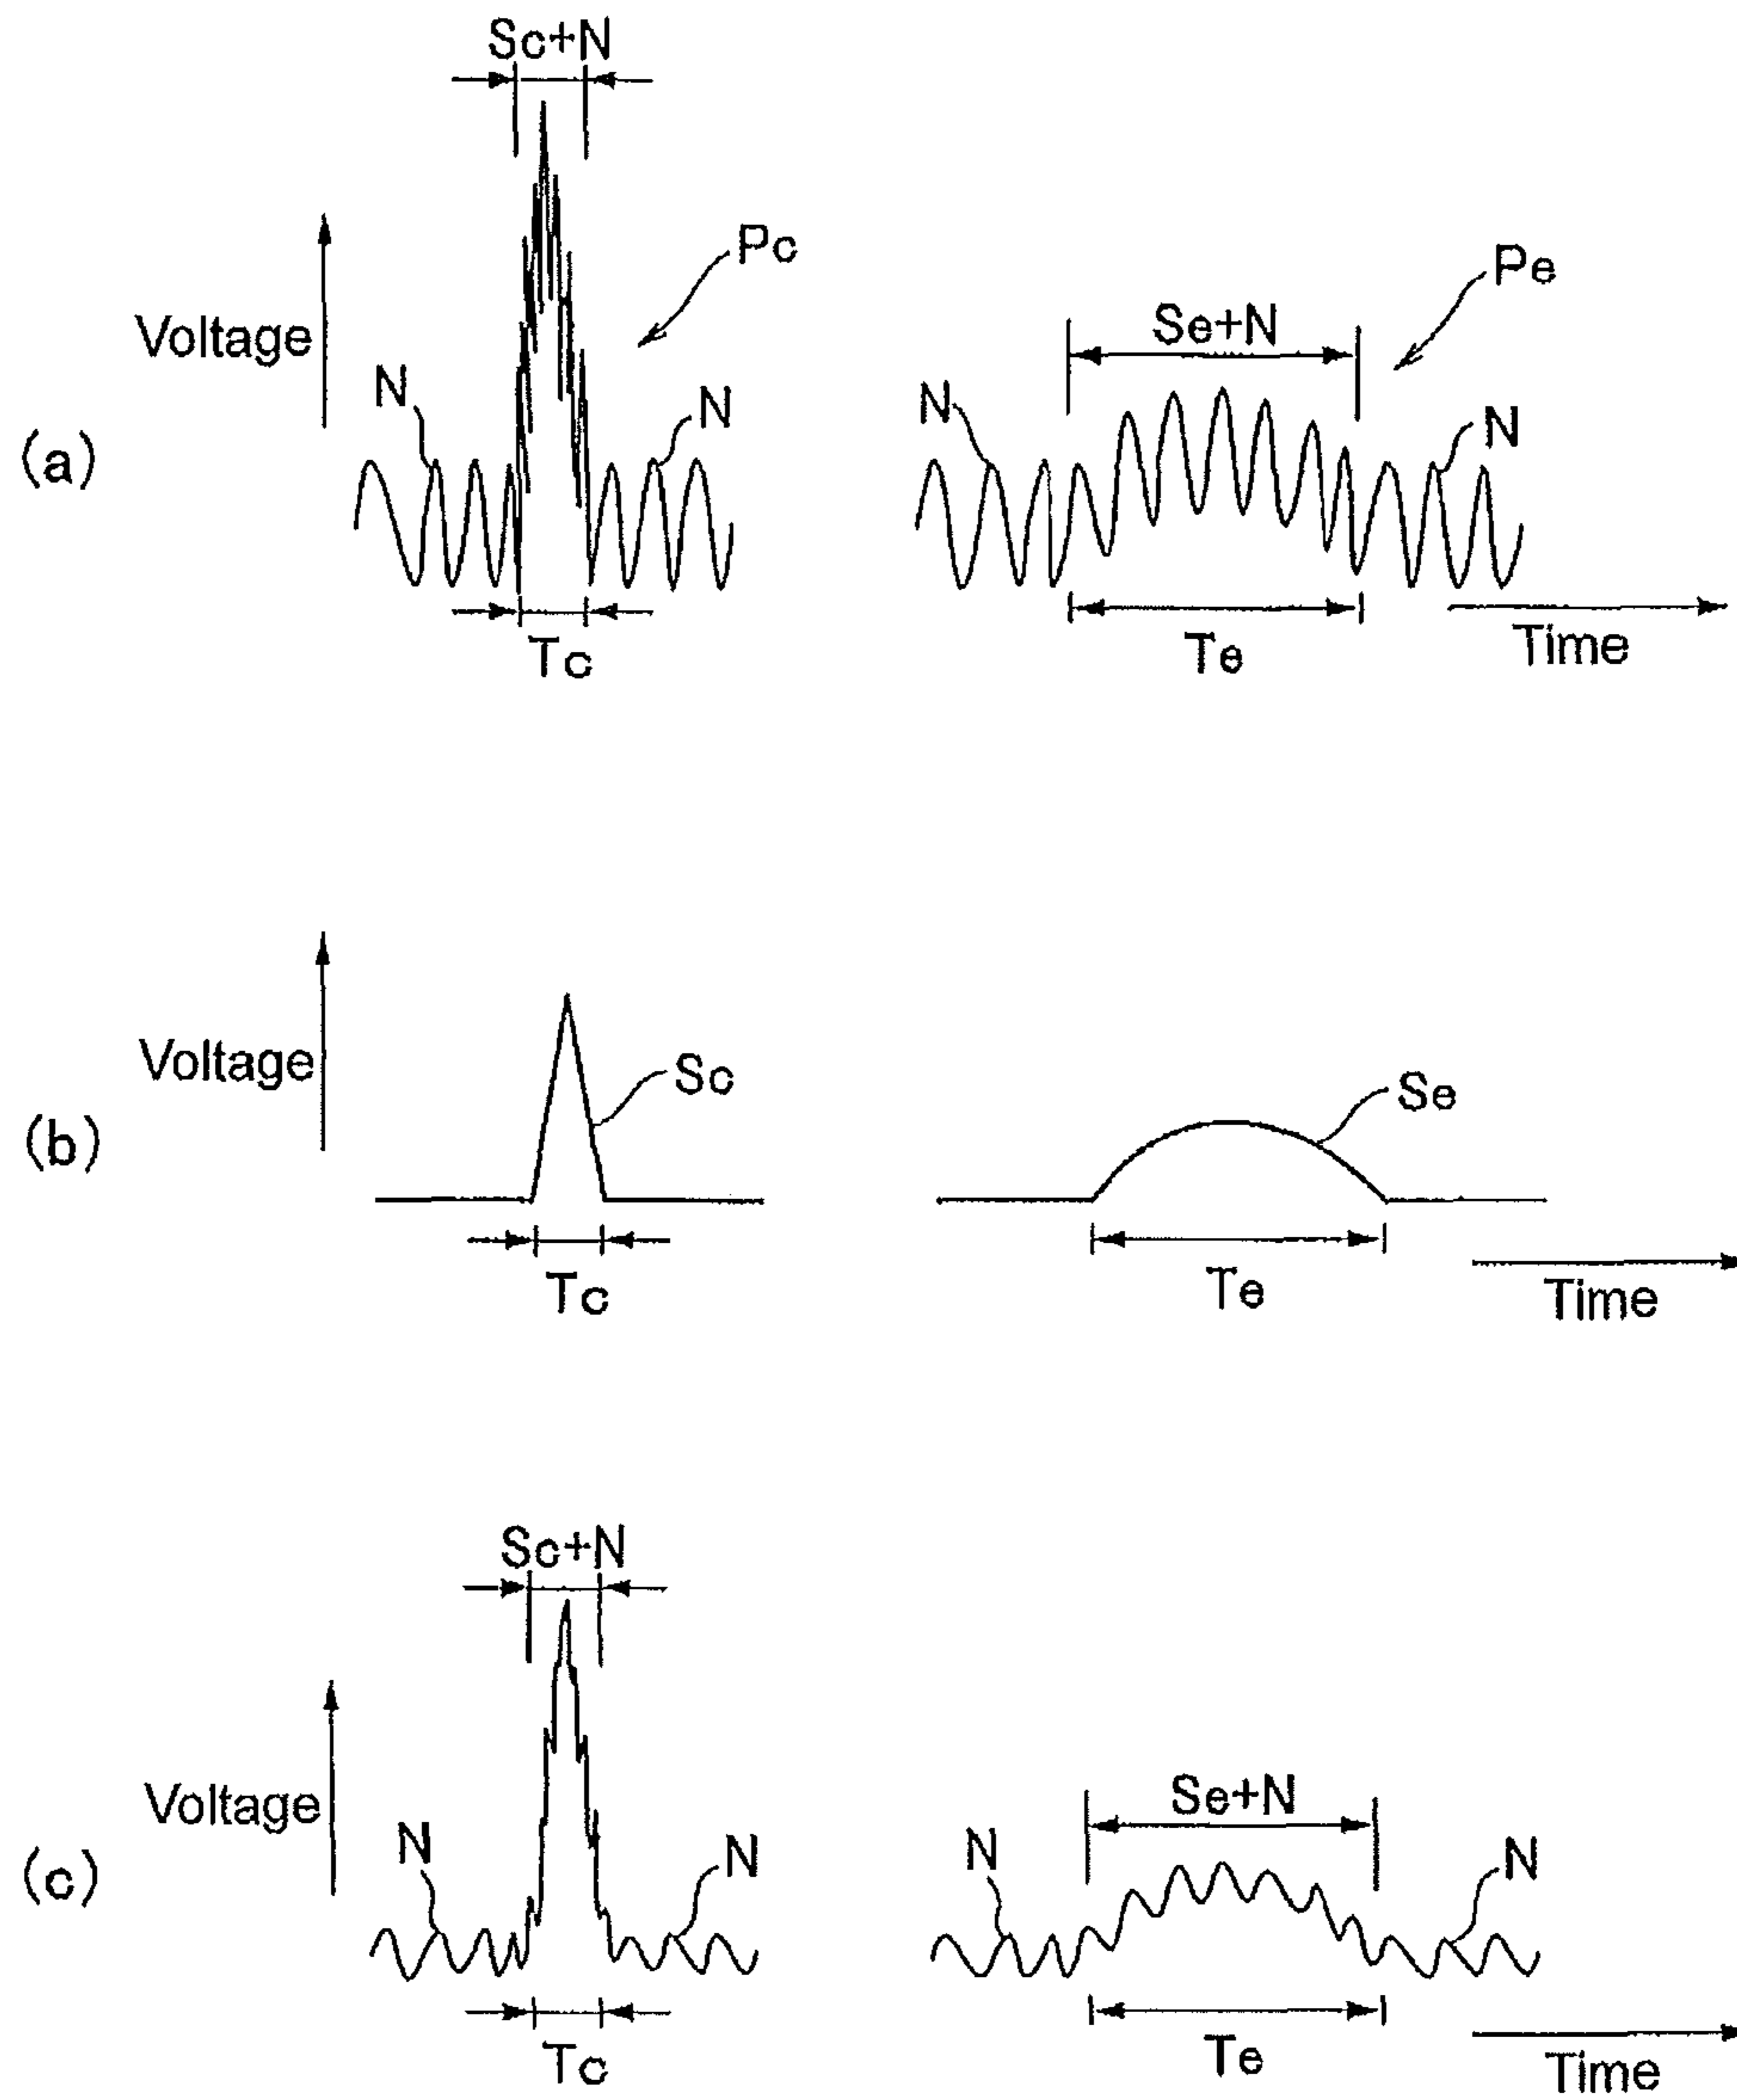 Sc+N
Pc
Pe
Voltage
Se+N
N
N
N
N
(a)
Tc
Te
Time
Voltage
Sc
Se
(b)
Tc
Te
Time
Sc+N
Voltage
Se+N
N
N
N
N
(c)
Tc
Te
Time